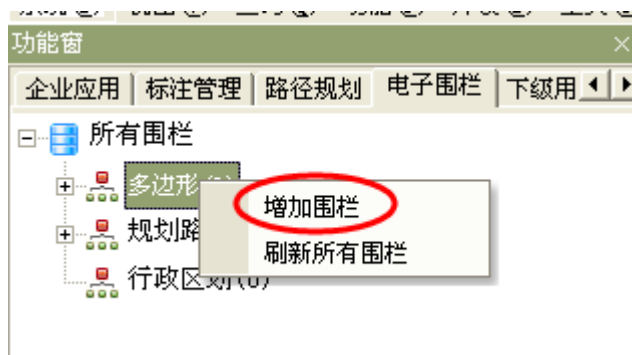 功能窗
企业应用 标注管理 路径规划 电子围栏 下级用
所有围栏
多边形
增加围栏
规划路
刷新所有围栏
行政区划(0)